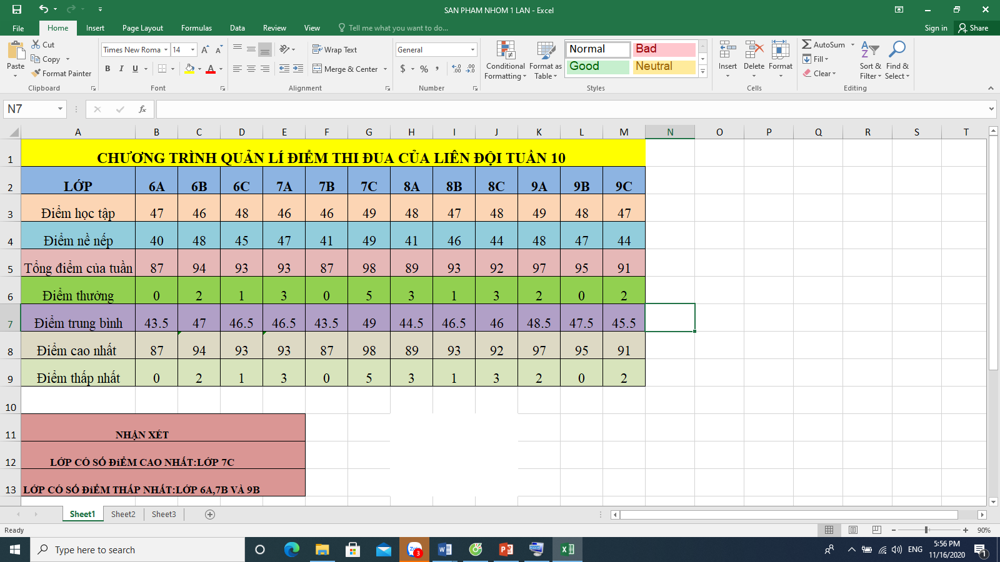 SAN PHAM NHOM 1 LAN - Excel
File Home Insert Page Layout Formulas Data Review View Tell me what you want to do... Sign in Share
Paste Cut Copy Format Painter Clipboard
Times New Roma 14 A A B I U A Font
Wrap Text Merge & Center Alignment
General $ % , Number
Conditional Formatting Format as Table
Normal Bad Good Neutral Styles
Insert Delete Format Cells
AutoSum Fill Clear Sort & Filter Find & Select Editing
N7 fx
A B C D E F G H I J K L M N O P Q R S T
1 CHƯƠNG TRÌNH QUẢN LÍ ĐIỂM THI ĐUA CỦA LIÊN ĐỘI TUẦN 10
2 LỚP 6A 6B 6C 7A 7B 7C 8A 8B 8C 9A 9B 9C
3 Điểm học tập 47 46 48 46 46 49 48 47 48 49 48 47
4 Điểm nề nếp 40 48 45 47 41 49 41 46 44 48 47 44
5 Tổng điểm của tuần 87 94 93 93 87 98 89 93 92 97 95 91
6 Điểm thưởng 0 2 1 3 0 5 3 1 3 2 0 2
7 Điểm trung bình 43.5 47 46.5 46.5 43.5 49 44.5 46.5 46 48.5 47.5 45.5
8 Điểm cao nhất 87 94 93 93 87 98 89 93 92 97 95 91
9 Điểm thấp nhất 0 2 1 3 0 5 3 1 3 2 0 2
10
11 NHẬN XÉT
12 LỚP CÓ SỐ ĐiỂM CAO NHẤT:LỚP 7C
13 LỚP CÓ SỐ ĐiỂM THẤP NHẤT:LỚP 6A,7B VÀ 9B
Sheet1 Sheet2 Sheet3
Ready 90%
Type here to search
3
ENG
5:56 PM
11/16/2020
1